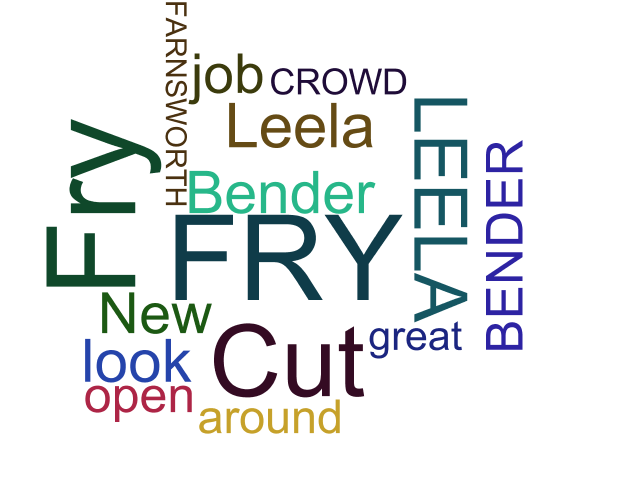 FARNSWORTH
job
CROWD
Leela
LEELA
Fry
BENDER
Bender
FRY
New
Cut
great
look
open
around